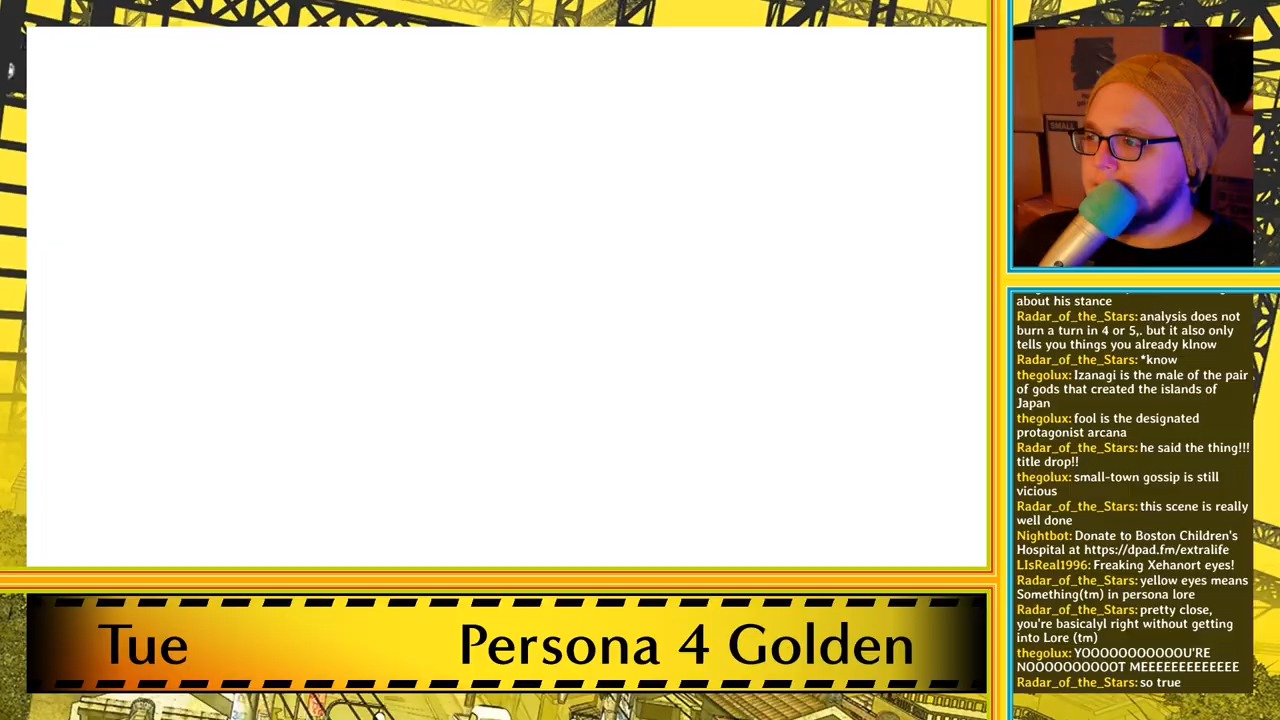 SMALL
about his stance
Radar_of_the_Stars: analysis does not
burn a turn in 4 or 5,. but it also only
tells you things you already klnow
Radar_of_the_Stars: *know
thegolux: Izanagi is the male of the pair
of gods that created the islands of
Japan
thegolux: fool is the designated
protagonist arcana
Radar_of_the_Stars: he said the thing!!!
title drop!!
thegolux: small-town gossip is still
vicious
Radar_of_the_Stars: this scene is really
well done
Nightbot: Donate to Boston Children's
Hospital at https://dpad.fm/extralife
LIsReal1996: Freaking Xehanort eyes!
Radar_of_the_Stars: yellow eyes means
Something(tm) in persona lore
Radar_of_the_Stars: pretty close,
you're basicalyl right without getting
into Lore (tm)
thegolux: YOOOOOOOOOOU'RE
NOOOOOOOOOOT MEEEEEEEEEEEEE
Radar_of_the_Stars: so true
Tue
Persona 4 Golden